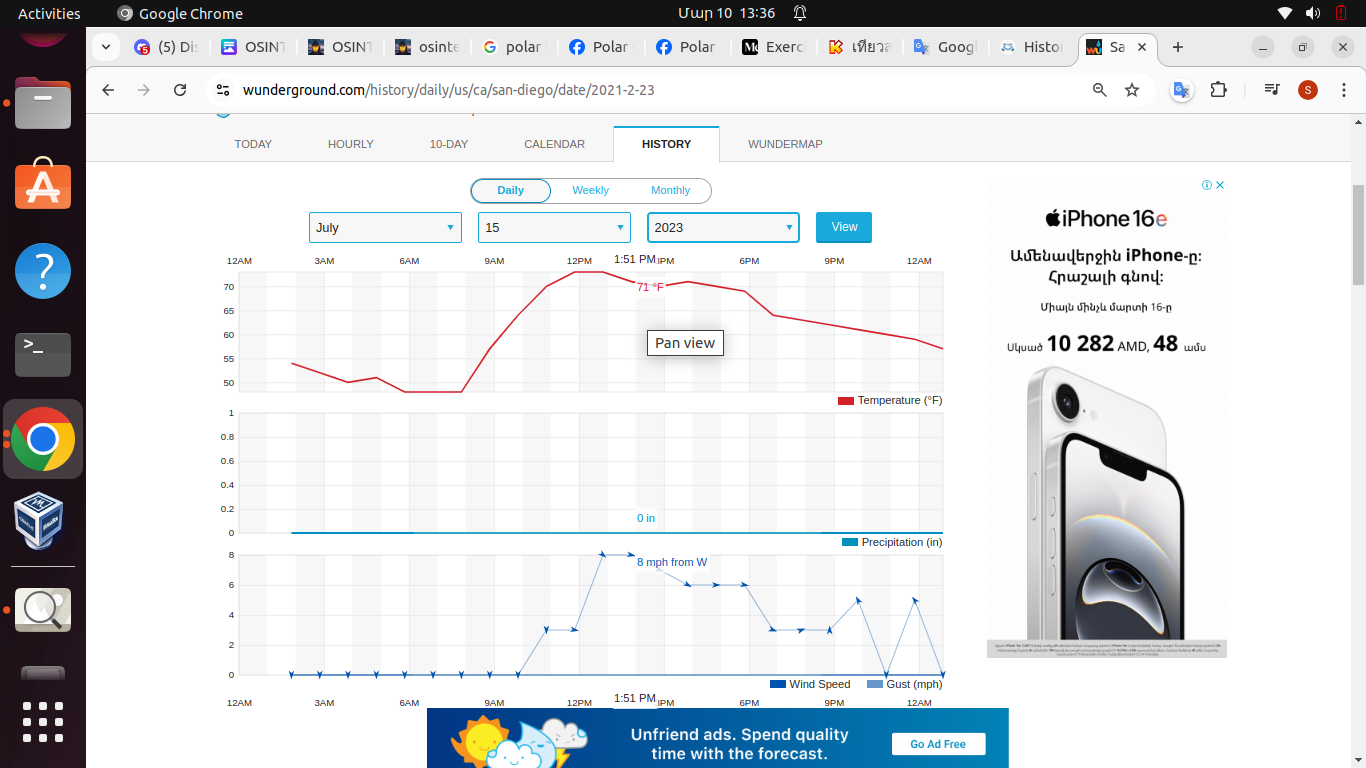 Activities
Google Chrome
Մար 10 13:36
(5) Dis
OSINT
OSINT
osinte
polar
Polar
Polar
Exerc
เที่ยวส
Googl
Histor
Sa
wunderground.com/history/daily/us/ca/san-diego/date/2021-2-23
S
TODAY
HOURLY
10-DAY
CALENDAR
HISTORY
WUNDERMAP
Daily
Weekly
Monthly
July
15
2023
View
12AM 3AM 6AM 9AM 12PM 1:51 PM 6PM 9PM 12AM
70
65
60
55
50
71 °F
Pan view
Temperature (°F)
1
0.8
0.6
0.4
0.2
0
0 in
Precipitation (in)
8
6
4
2
0
8 mph from W
Wind Speed
Gust (mph)
12AM 3AM 6AM 9AM 12PM 1:51 PM 6PM 9PM 12AM
iPhone 16e
Ամենավերջին iPhone-ը:
Հրաշալի գնով:
Միայն մինչև մարտի 16-ը
Սկսած 10 282 AMD, 48 ամս
Unfriend ads. Spend quality
time with the forecast.
Go Ad Free